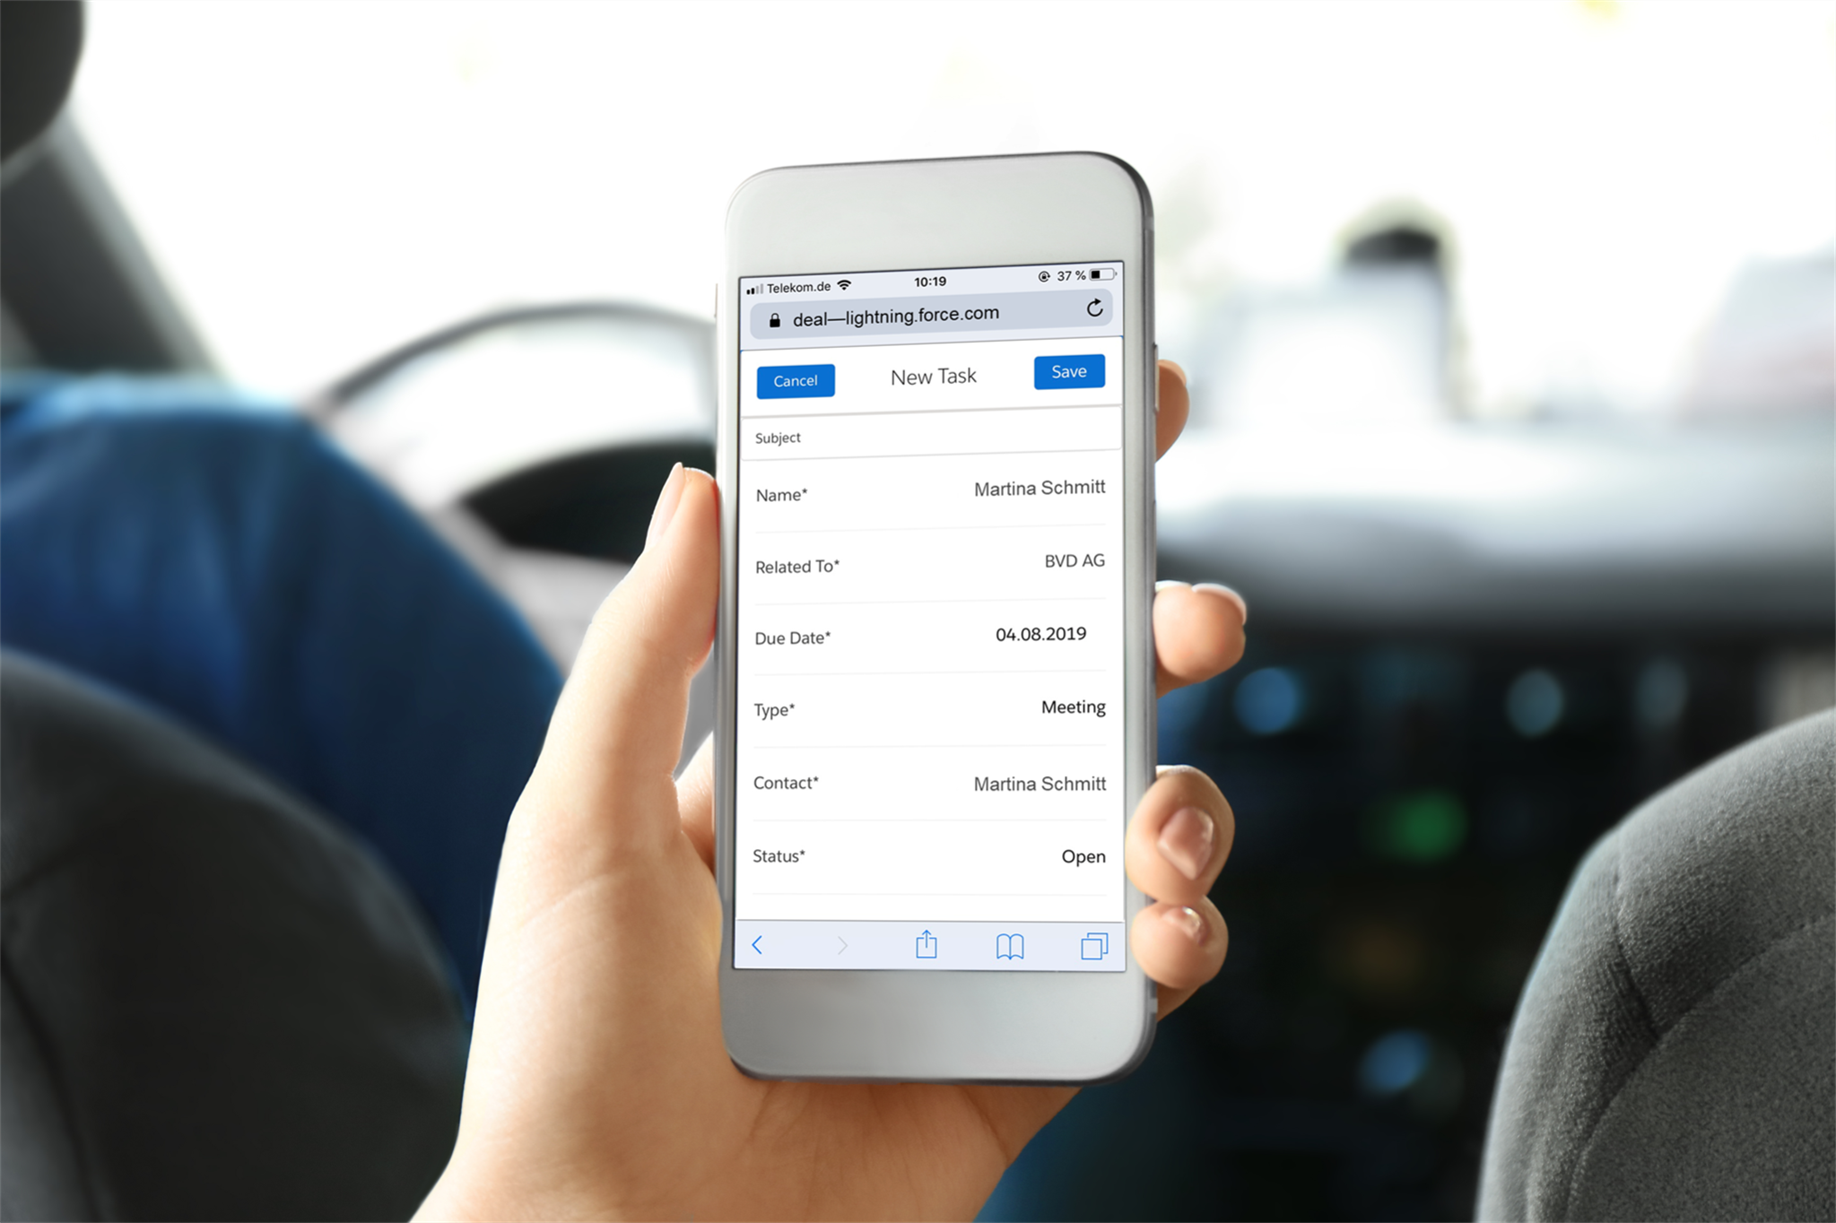 Telekom.de 10:19 37 %
deal—lightning.force.com
Cancel New Task Save
Subject
Name* Martina Schmitt
Related To* BVD AG
Due Date* 04.08.2019
Type* Meeting
Contact* Martina Schmitt
Status* Open